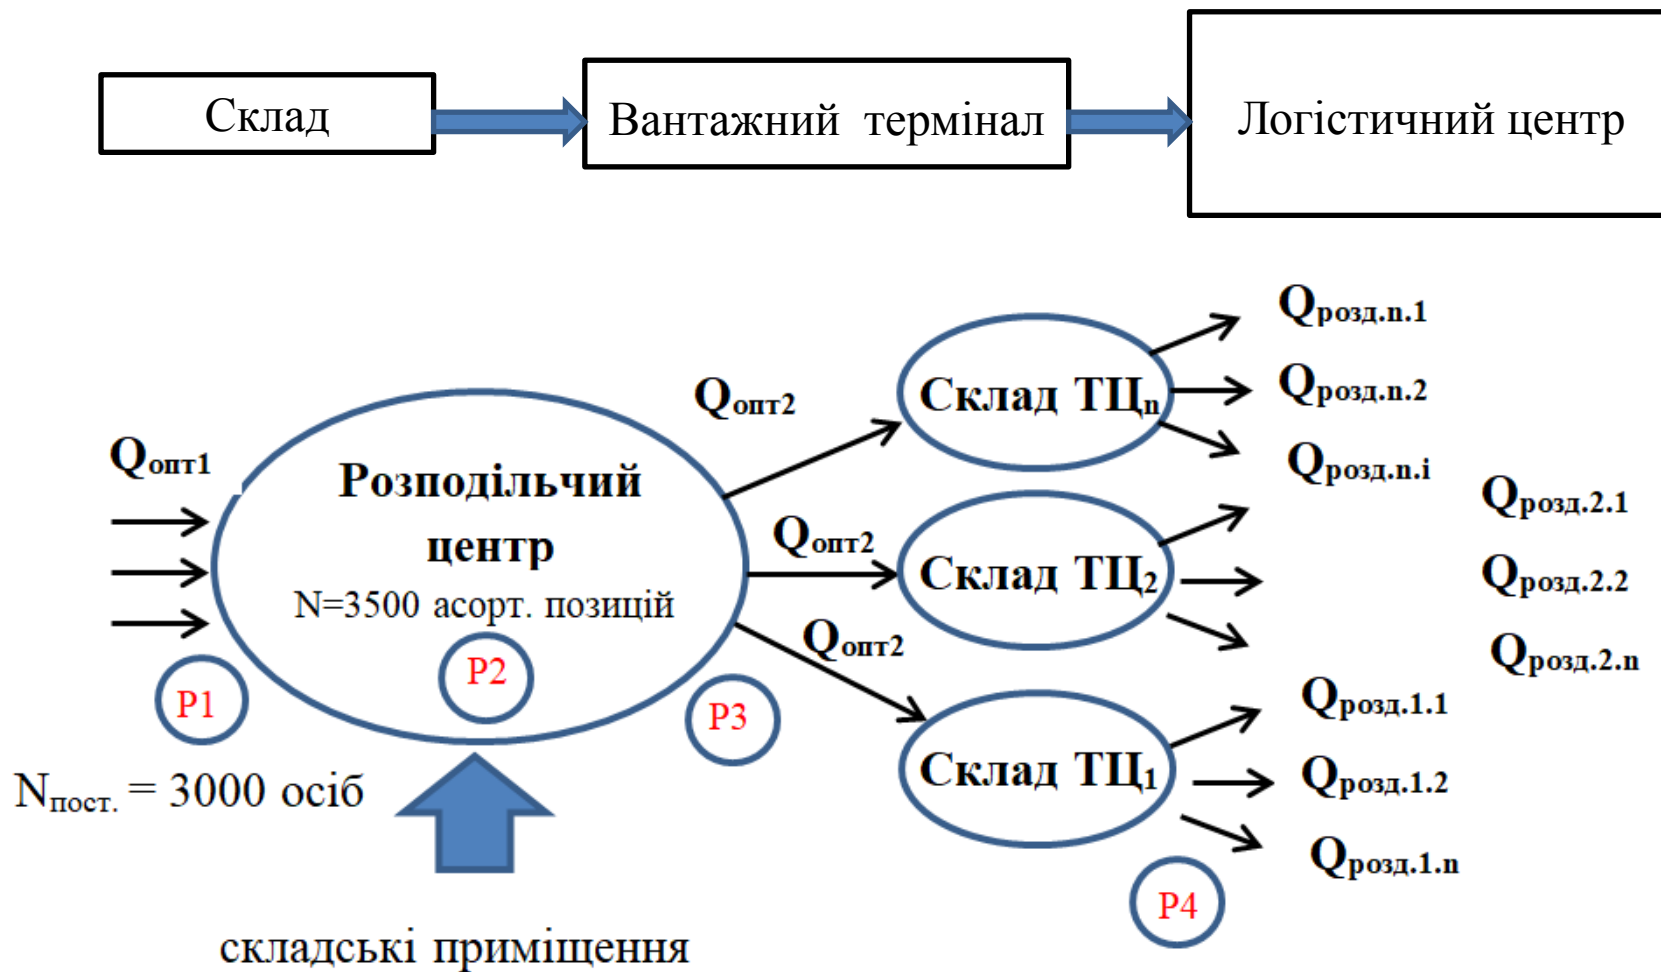 Склад
Вантажний термінал
Логістичний центр
Qопт1
Розподільчий
центр
N=3500 асорт. позицій
P1
P2
P3
Nпост. = 3000 осіб
складські приміщення
Qопт2
Qопт2
Qопт2
Склад ТЦn
Склад ТЦ2
Склад ТЦ1
P4
Qрозд.n.1
Qрозд.n.2
Qрозд.n.i
Qрозд.2.1
Qрозд.2.2
Qрозд.2.n
Qрозд.1.1
Qрозд.1.2
Qрозд.1.n